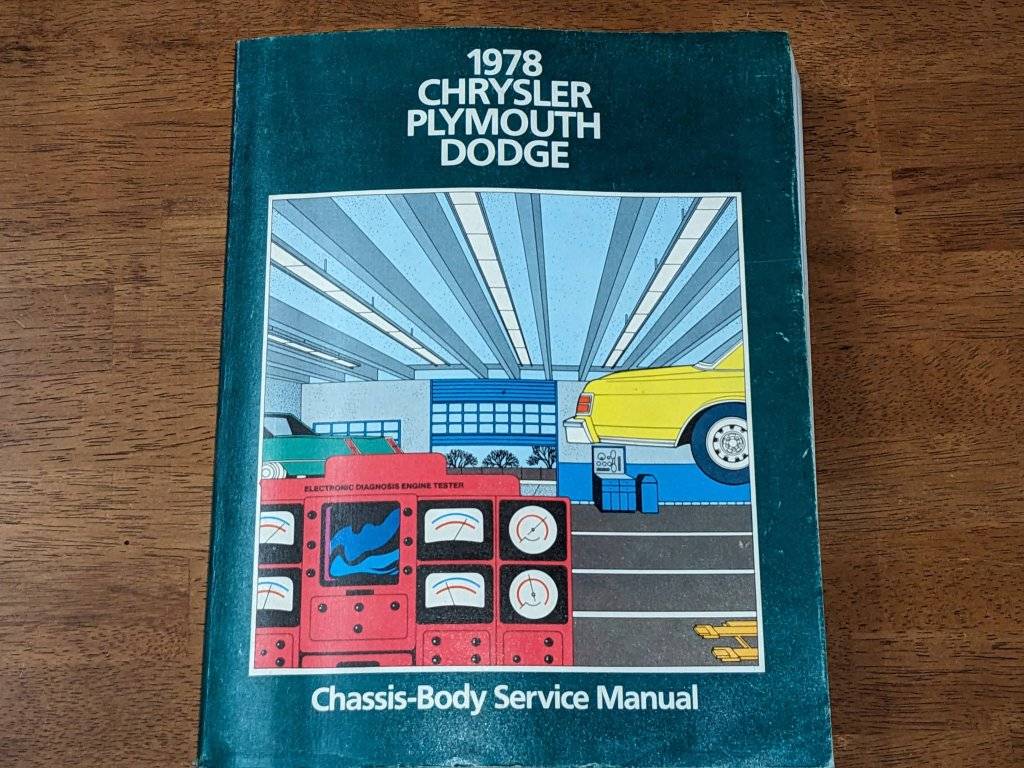 1978
CHRYSLER
PLYMOUTH
DODGE
ELECTRONIC DIAGNOSIS ENGINE TESTER
Chassis-Body Service Manual